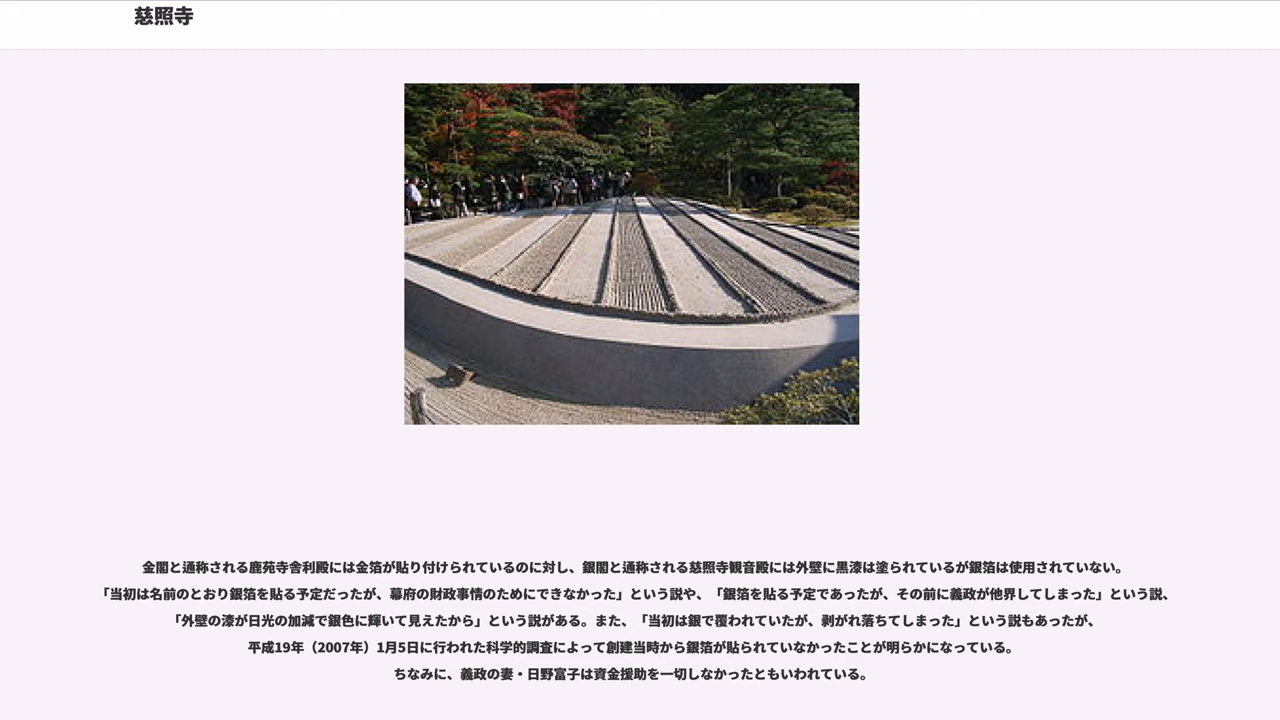 慈照寺
金閣と通称される鹿苑寺舎利殿には金箔が貼り付けられているのに対し、銀閣と通称される慈照寺観音殿には外壁に黒漆は塗られているが銀箔は使用されていない。
「当初は名前のとおり銀箔を貼る予定だったが、幕府の財政事情のためにできなかった」という説や、「銀箔を貼る予定であったが、その前に義政が他界してしまった」という説、
「外壁の漆が日光の加減で銀色に輝いて見えたから」という説がある。また、「当初は銀で覆われていたが、剥がれ落ちてしまった」という説もあったが、
平成19年（2007年）1月5日に行われた科学的調査によって創建当時から銀箔が貼られていなかったことが明らかになっている。
ちなみに、義政の妻・日野富子は資金援助を一切しなかったともいわれている。